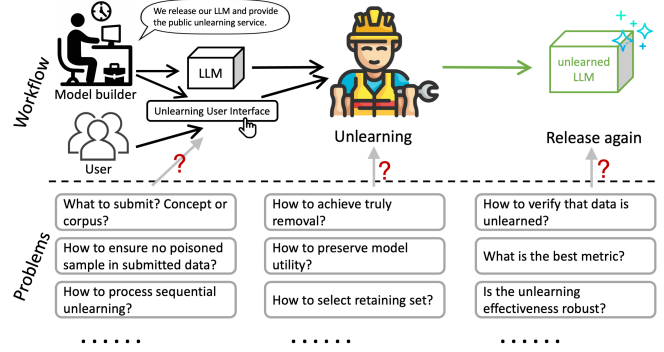 We release our LLM and provide
the public unlearning service.
Workflow
Model builder
LLM
Unlearning User Interface
User
Unlearning
unlearned
LLM
Release again
?
?
?
Problems
What to submit? Concept or
corpus?
How to ensure no poisoned
sample in submitted data?
How to process sequential
unlearning?
......
How to achieve truly
removal?
How to preserve model
utility?
How to select retaining set?
......
How to verify that data is
unlearned?
What is the best metric?
Is the unlearning
effectiveness robust?
......